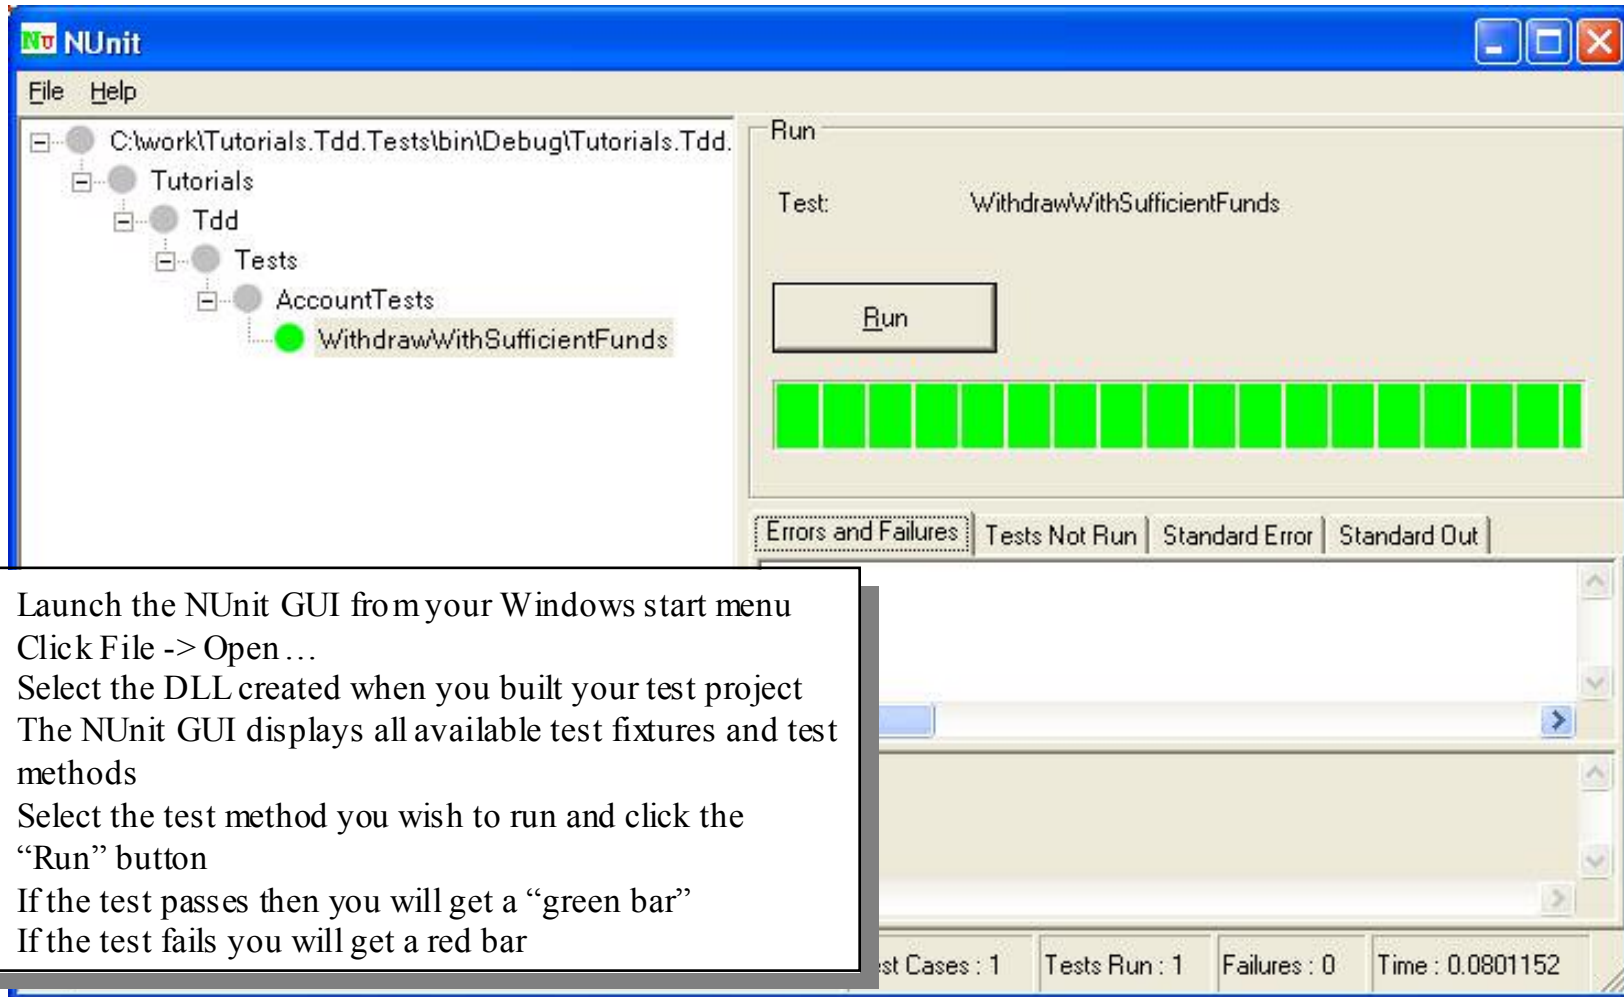 NUnit
File Help
C:\work\Tutorials.Tdd.Tests\bin\Debug\Tutorials.Tdd.
Tutorials
Tdd
Tests
AccountTests
WithdrawWithSufficientFunds
Run
Test: WithdrawWithSufficientFunds
Run
Errors and Failures Tests Not Run Standard Error Standard Out
Launch the NUnit GUI from your Windows start menu
Click File -> Open…
Select the DLL created when you built your test project
The NUnit GUI displays all available test fixtures and test
methods
Select the test method you wish to run and click the
“Run” button
If the test passes then you will get a “green bar”
If the test fails you will get a red bar
est Cases : 1 Tests Run : 1 Failures : 0 Time : 0.0801152